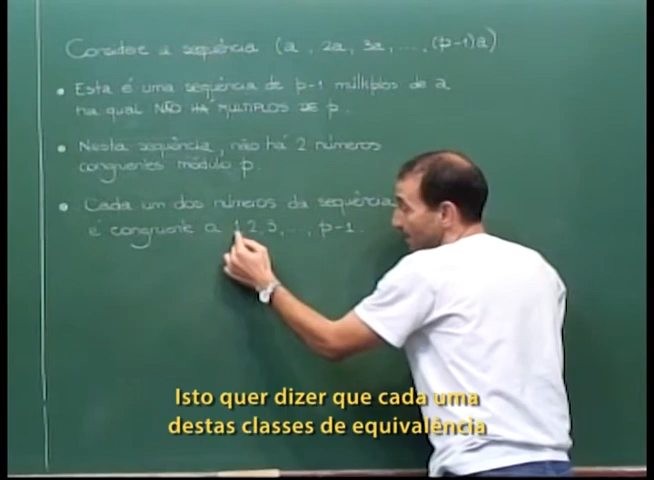 Considere a sequência (a, 2a, 3a, ..., (p-1)a)
• Esta é uma sequência de p-1 múltiplos de a
na qual NÃO HÁ MÚLTIPLOS DE p.
• Nesta sequência, não há 2 números
congruentes módulo p.
• Cada um dos números da sequência
é congruente a 1,2,3,..., p-1.
Isto quer dizer que cada uma
destas classes de equivalência